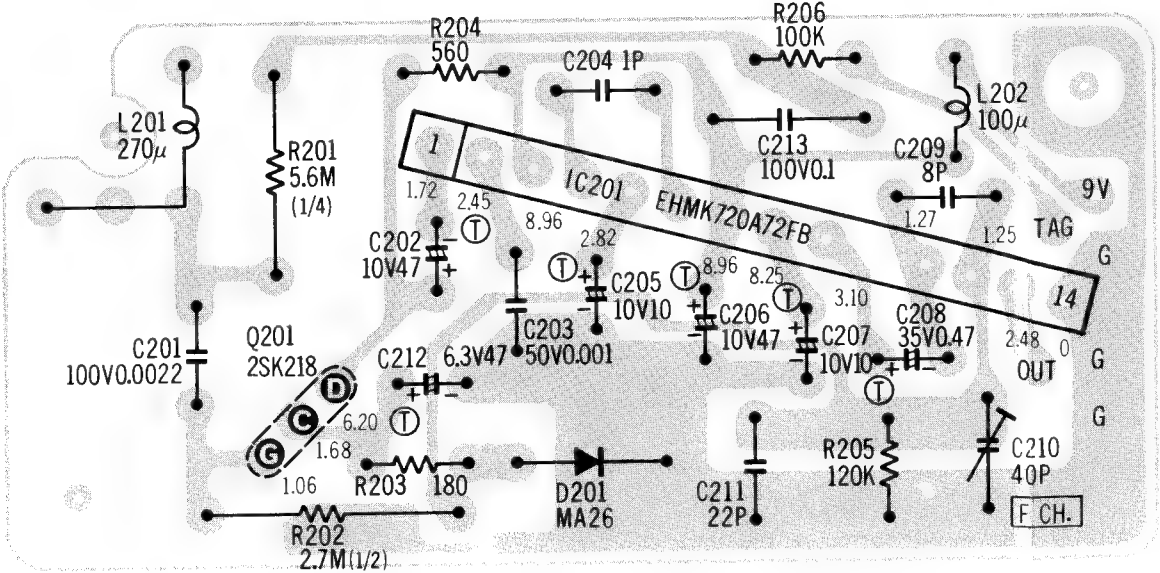 R204
560
R206
100K
C204 1P
L201
270μ
R201
5.6M
(1/4)
L202
100μ
C213
100V0.1
C209
8P
9V
TAG
G
1
IC201 EHMK720A72FB
14
1.72
2.45
8.96
2.82
8.96
8.25
3.10
1.27
1.25
2.48
0
C202
10V47
−
+
T
C203
50V0.001
T
+
−
C205
10V10
T
+
−
C206
10V47
T
+
−
C207
10V10
C208
35V0.47
+
−
T
OUT
G
G
C201
100V0.0022
Q201
2SK218
D
C
G
6.20
1.68
1.06
C212 6.3V47
+
−
T
R203 180
R202
2.7M(1/2)
D201
MA26
C211
22P
R205
120K
C210
40P
F CH.